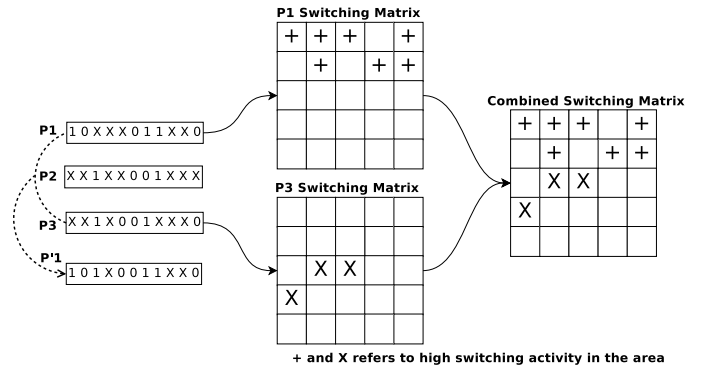 P1 Switching Matrix
+ + + +
+ + +
P1 1 0 X X X 0 1 1 X X 0
P2 X X 1 X X 0 0 1 X X X
P3 X X 1 X 0 0 1 X X X 0
P'1 1 0 1 X 0 0 1 1 X X 0
P3 Switching Matrix
X X
X
Combined Switching Matrix
+ + + +
+ + +
X X
X
+ and X refers to high switching activity in the area